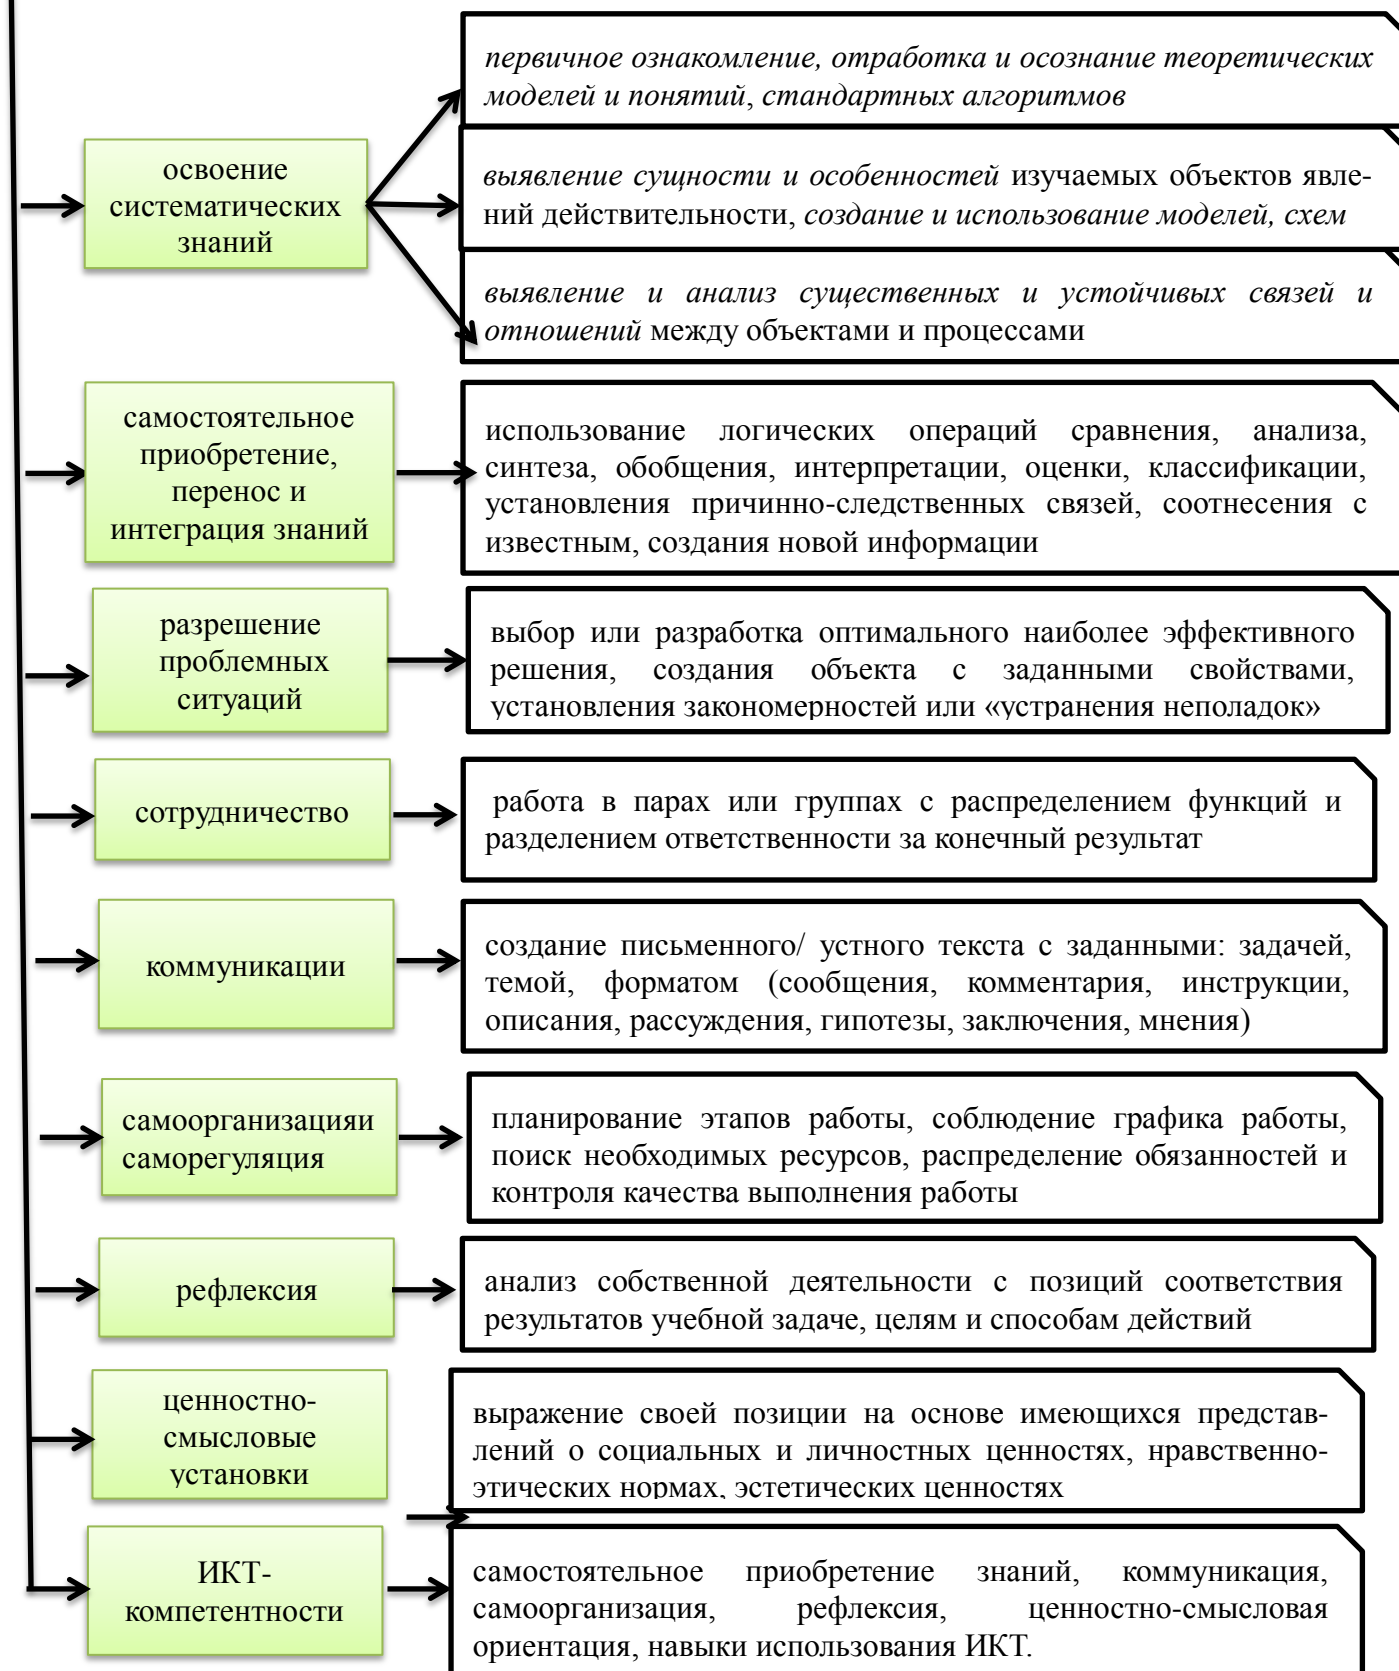 освоение
систематических
знаний
первичное ознакомление, отработка и осознание теоретических
моделей и понятий, стандартных алгоритмов
выявление сущности и особенностей изучаемых объектов явле-
ний действительности, создание и использование моделей, схем
выявление и анализ существенных и устойчивых связей и
отношений между объектами и процессами
самостоятельное
приобретение,
перенос и
интеграция знаний
использование логических операций сравнения, анализа,
синтеза, обобщения, интерпретации, оценки, классификации,
установления причинно-следственных связей, соотнесения с
известным, создания новой информации
разрешение
проблемных
ситуаций
выбор или разработка оптимального наиболее эффективного
решения, создания объекта с заданными свойствами,
установления закономерностей или «устранения неполадок»
сотрудничество
работа в парах или группах с распределением функций и
разделением ответственности за конечный результат
коммуникации
создание письменного/ устного текста с заданными: задачей,
темой, форматом (сообщения, комментария, инструкции,
описания, рассуждения, гипотезы, заключения, мнения)
самоорганизацияи
саморегуляция
планирование этапов работы, соблюдение графика работы,
поиск необходимых ресурсов, распределение обязанностей и
контроля качества выполнения работы
рефлексия
анализ собственной деятельности с позиций соответствия
результатов учебной задаче, целям и способам действий
ценностно-
смысловые
установки
выражение своей позиции на основе имеющихся представ-
лений о социальных и личностных ценностях, нравственно-
этических нормах, эстетических ценностях
ИКТ-
компетентности
самостоятельное приобретение знаний, коммуникация,
самоорганизация, рефлексия, ценностно-смысловая
ориентация, навыки использования ИКТ.